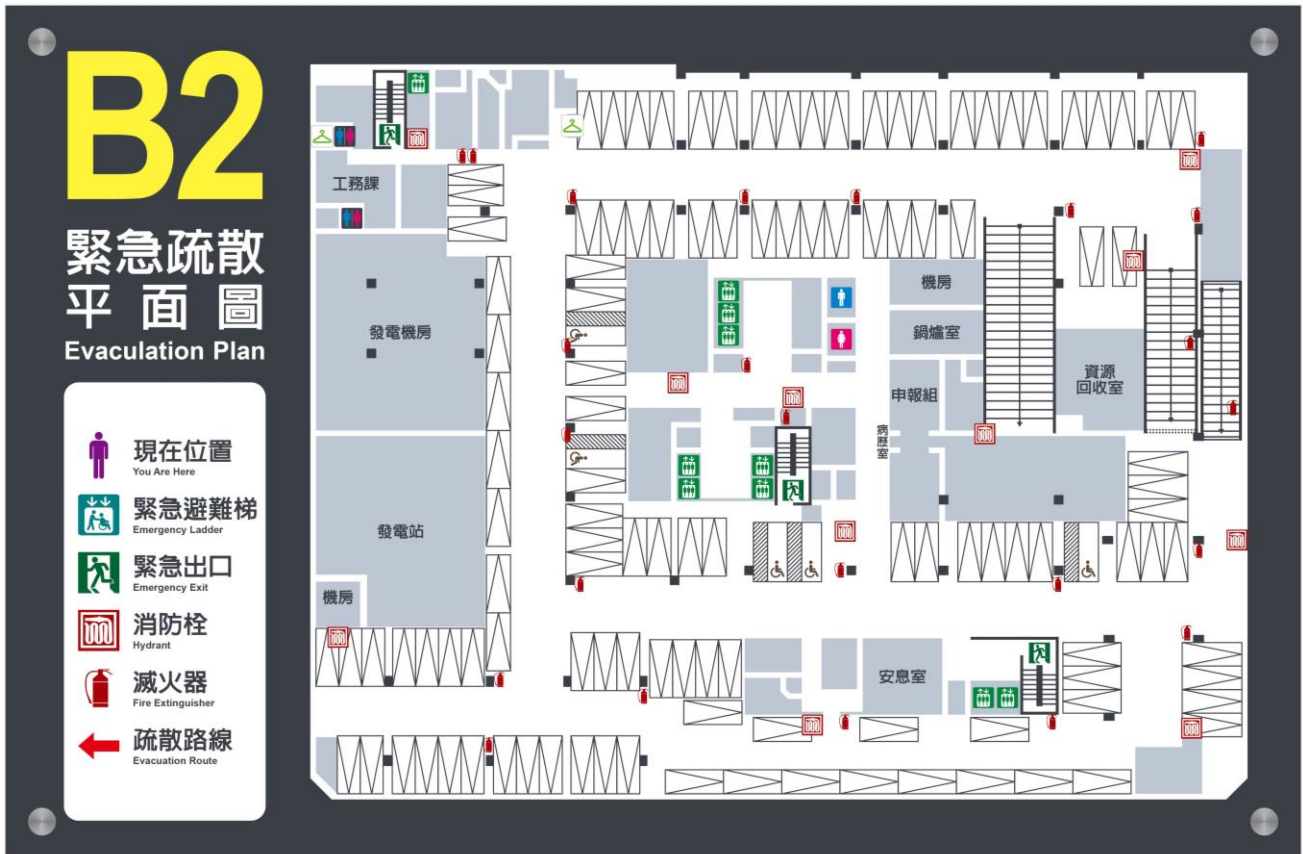 B2
緊急疏散
平面圖
Evaculation Plan
現在位置
You Are Here
緊急避難梯
Emergency Ladder
緊急出口
Emergency Exit
消防栓
Hydrant
滅火器
Fire Extinguisher
疏散路線
Evacuation Route
工務課
發電機房
發電站
機房
機房
鍋爐室
申報組
病歷室
資源
回收室
安息室